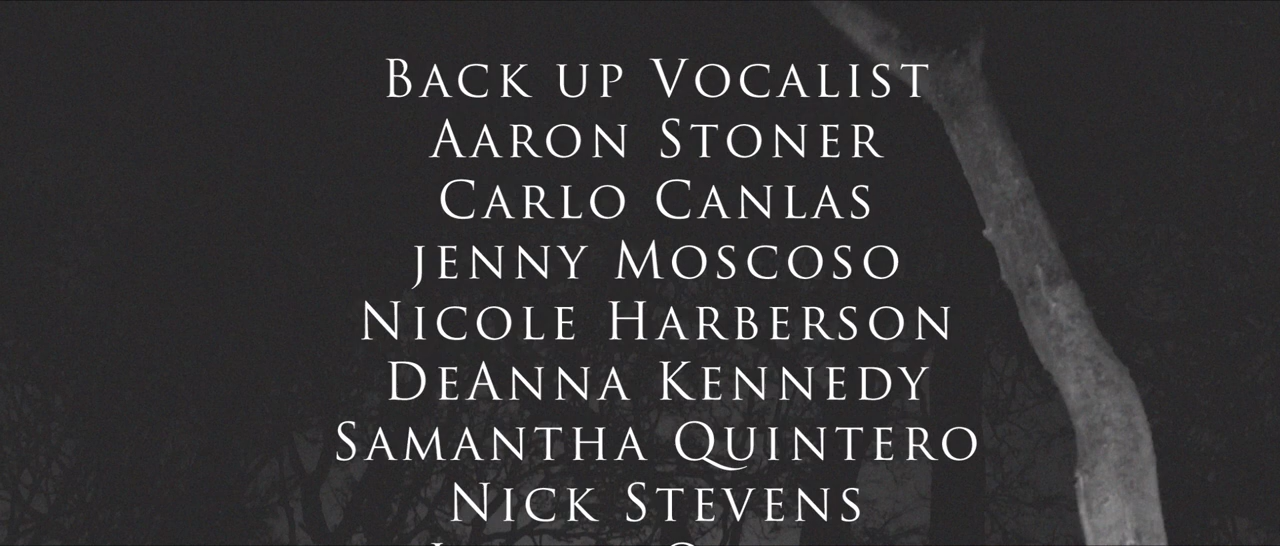 Back up Vocalist
Aaron Stoner
Carlo Canlas
Jenny Moscoso
Nicole Harberson
DeAnna Kennedy
Samantha Quintero
Nick Stevens